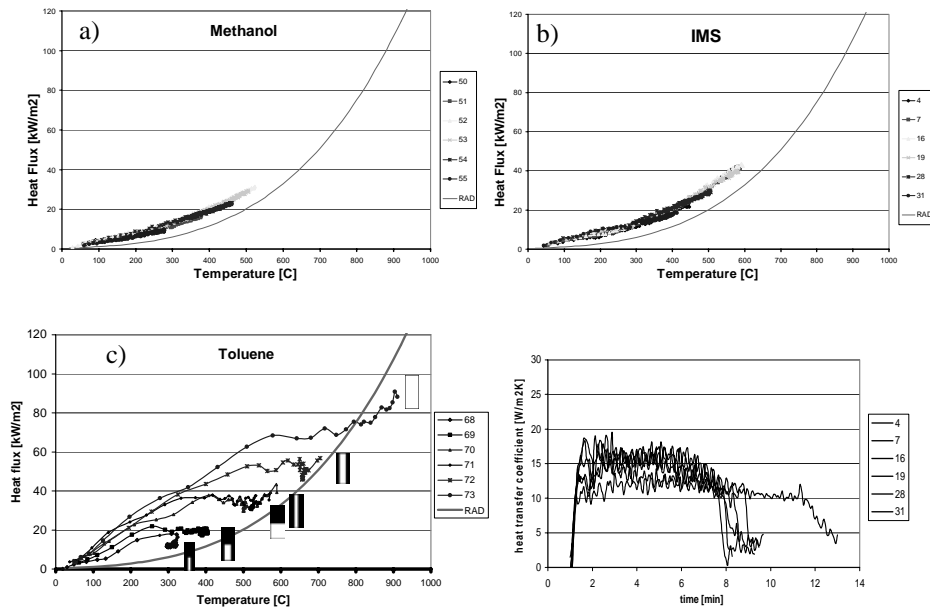 a)
Methanol
Heat Flux [kW/m2]
120
100
80
60
40
20
0
0 100 200 300 400 500 600 700 800 900 1000
Temperature [C]
50
51
52
53
54
55
RAD
b)
IMS
Heat Flux [kW/m2]
120
100
80
60
40
20
0
0 100 200 300 400 500 600 700 800 900 1000
Temperature [C]
4
7
16
19
28
31
RAD
c)
Toluene
Heat flux [kW/m2]
120
100
80
60
40
20
0
0 100 200 300 400 500 600 700 800 900 1000
Temperature [C]
68
69
70
71
72
73
RAD
heat transfer coefficient [W/m2K]
30
25
20
15
10
5
0
0 2 4 6 8 10 12 14
time [min]
4
7
16
19
28
31